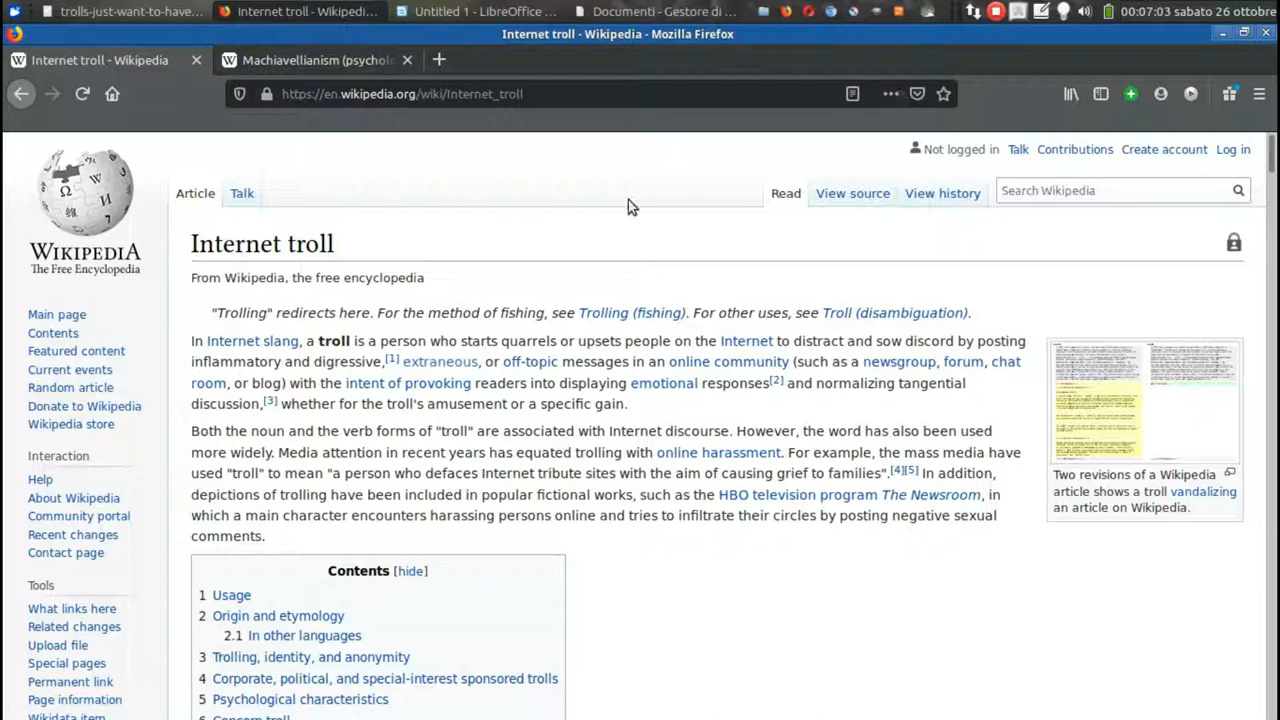 trolls-just-want-to-have...
Internet troll - Wikipedi...
Untitled 1 - LibreOffice ...
Documenti - Gestore di ...
00:07:03 sabato 26 ottobre
Internet troll - Wikipedia - Mozilla Firefox
Internet troll - Wikipedia
Machiavellianism (psychol
https://en.wikipedia.org/wiki/Internet_troll
Not logged in Talk Contributions Create account Log in
Article Talk Read View source View history Search Wikipedia
WIKIPEDIA
The Free Encyclopedia
Main page
Contents
Featured content
Current events
Random article
Donate to Wikipedia
Wikipedia store
Interaction
Help
About Wikipedia
Community portal
Recent changes
Contact page
Tools
What links here
Related changes
Upload file
Special pages
Permanent link
Page information
Wikidata item
Internet troll
From Wikipedia, the free encyclopedia
"Trolling" redirects here. For the method of fishing, see Trolling (fishing). For other uses, see Troll (disambiguation).
In Internet slang, a troll is a person who starts quarrels or upsets people on the Internet to distract and sow discord by posting
inflammatory and digressive,[1] extraneous, or off-topic messages in an online community (such as a newsgroup, forum, chat
room, or blog) with the intent of provoking readers into displaying emotional responses[2] and normalizing tangential
discussion,[3] whether for the troll's amusement or a specific gain.
Both the noun and the verb forms of "troll" are associated with Internet discourse. However, the word has also been used
more widely. Media attention in recent years has equated trolling with online harassment. For example, the mass media have
used "troll" to mean "a person who defaces Internet tribute sites with the aim of causing grief to families".[4][5] In addition,
depictions of trolling have been included in popular fictional works, such as the HBO television program The Newsroom, in
which a main character encounters harassing persons online and tries to infiltrate their circles by posting negative sexual
comments.
Two revisions of a Wikipedia
article shows a troll vandalizing
an article on Wikipedia.
Contents [hide]
1 Usage
2 Origin and etymology
2.1 In other languages
3 Trolling, identity, and anonymity
4 Corporate, political, and special-interest sponsored trolls
5 Psychological characteristics
6 Concern troll